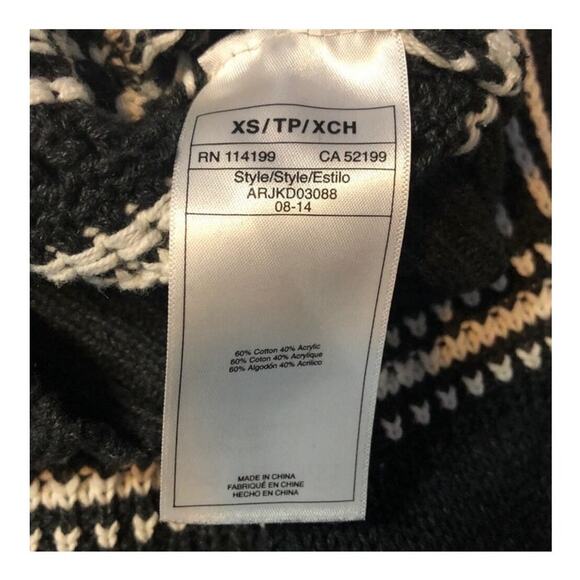 XS/TP/XCH
RN 114199 CA 52199
Style/Style/Estilo
ARJKD03088
08-14
60% Cotton 40% Acrylic
60% Coton 40% Acrylique
60% Algodón 40% Acrílico
MADE IN CHINA
FABRIQUÉ EN CHINE
HECHO EN CHINA